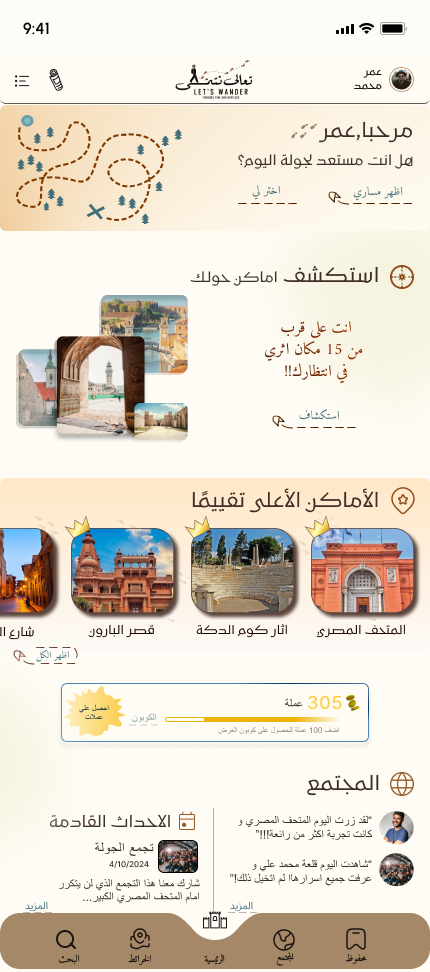 9:41
عمر
محمد
تعالى نتمشى
LET'S WANDER
مرحبا,عمر
هل انت مستعد لجولة اليوم؟
اظهر مساري
اختر لي
استكشف اماكن حولك
انت على قرب
من 15 مكان اثري
في انتظارك!!
استكشاف
الأماكن الأعلى تقييمًا
المتحف المصري
اثار كوم الدكة
قصر البارون
شارع ال
اظهر الكل
305 عملة
اضف 100 عملة للحصول على كوبون العرض
الكوبون
احصل علي
عملات
المجتمع
"لقد زرت اليوم المتحف المصري و
كانت تجربة اكثر من رائعة!!!"
"شاهدت اليوم قلعة محمد علي و
عرفت جميع اسرارها! لم اتخيل ذلك!"
المزيد
الاحداث القادمة
تجمع الجولة
4/10/2024
شارك معنا هذا التجمع الذي لن يتكرر
امام المتحف المصري الكبير...
المزيد
محفوظ
المجتمع
الرئيسية
الخرائط
البحث